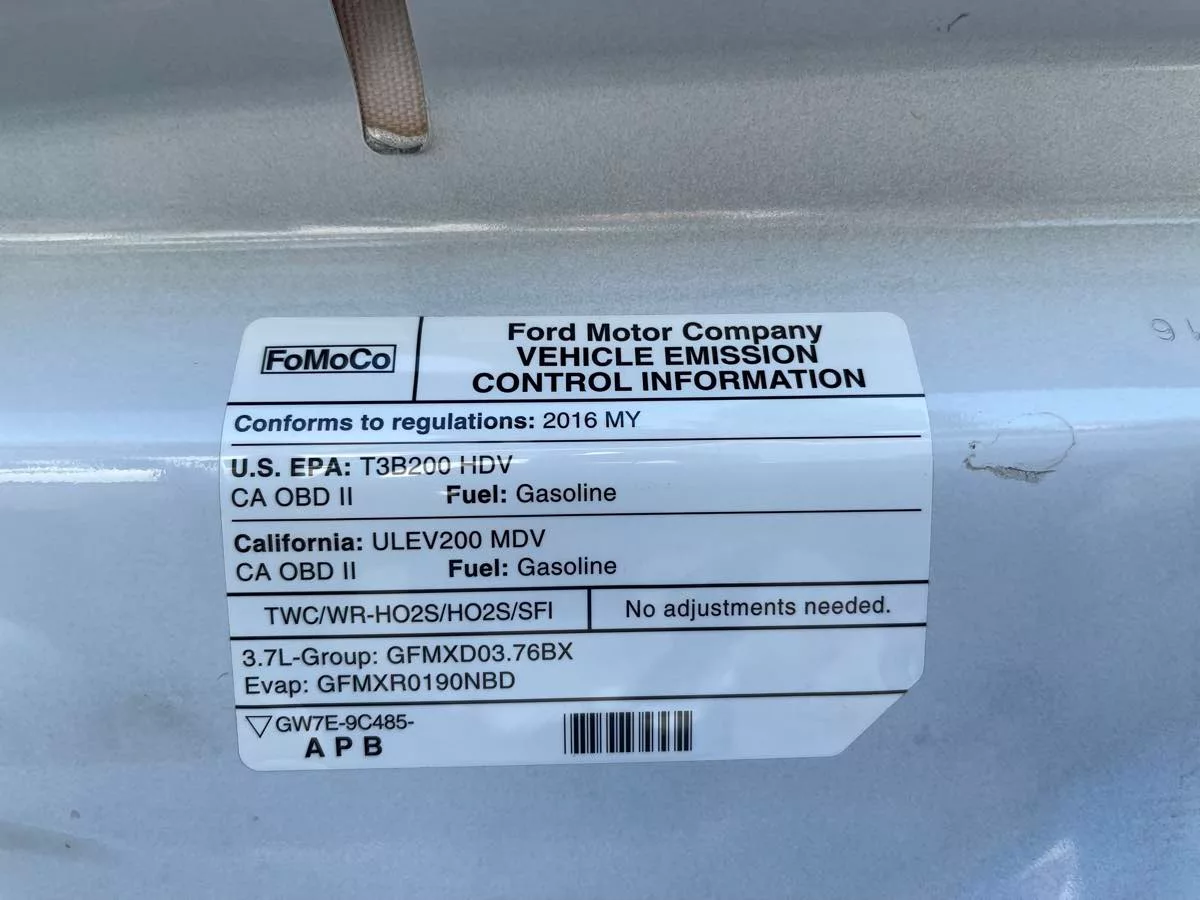 FoMoCo
Ford Motor Company
VEHICLE EMISSION
CONTROL INFORMATION
Conforms to regulations: 2016 MY
U.S. EPA: T3B200 HDV
CA OBD II Fuel: Gasoline
California: ULEV200 MDV
CA OBD II Fuel: Gasoline
TWC/WR-HO2S/HO2S/SFI
No adjustments needed.
3.7L-Group: GFMXD03.76BX
Evap: GFMXR0190NBD
GW7E-9C485-
A P B